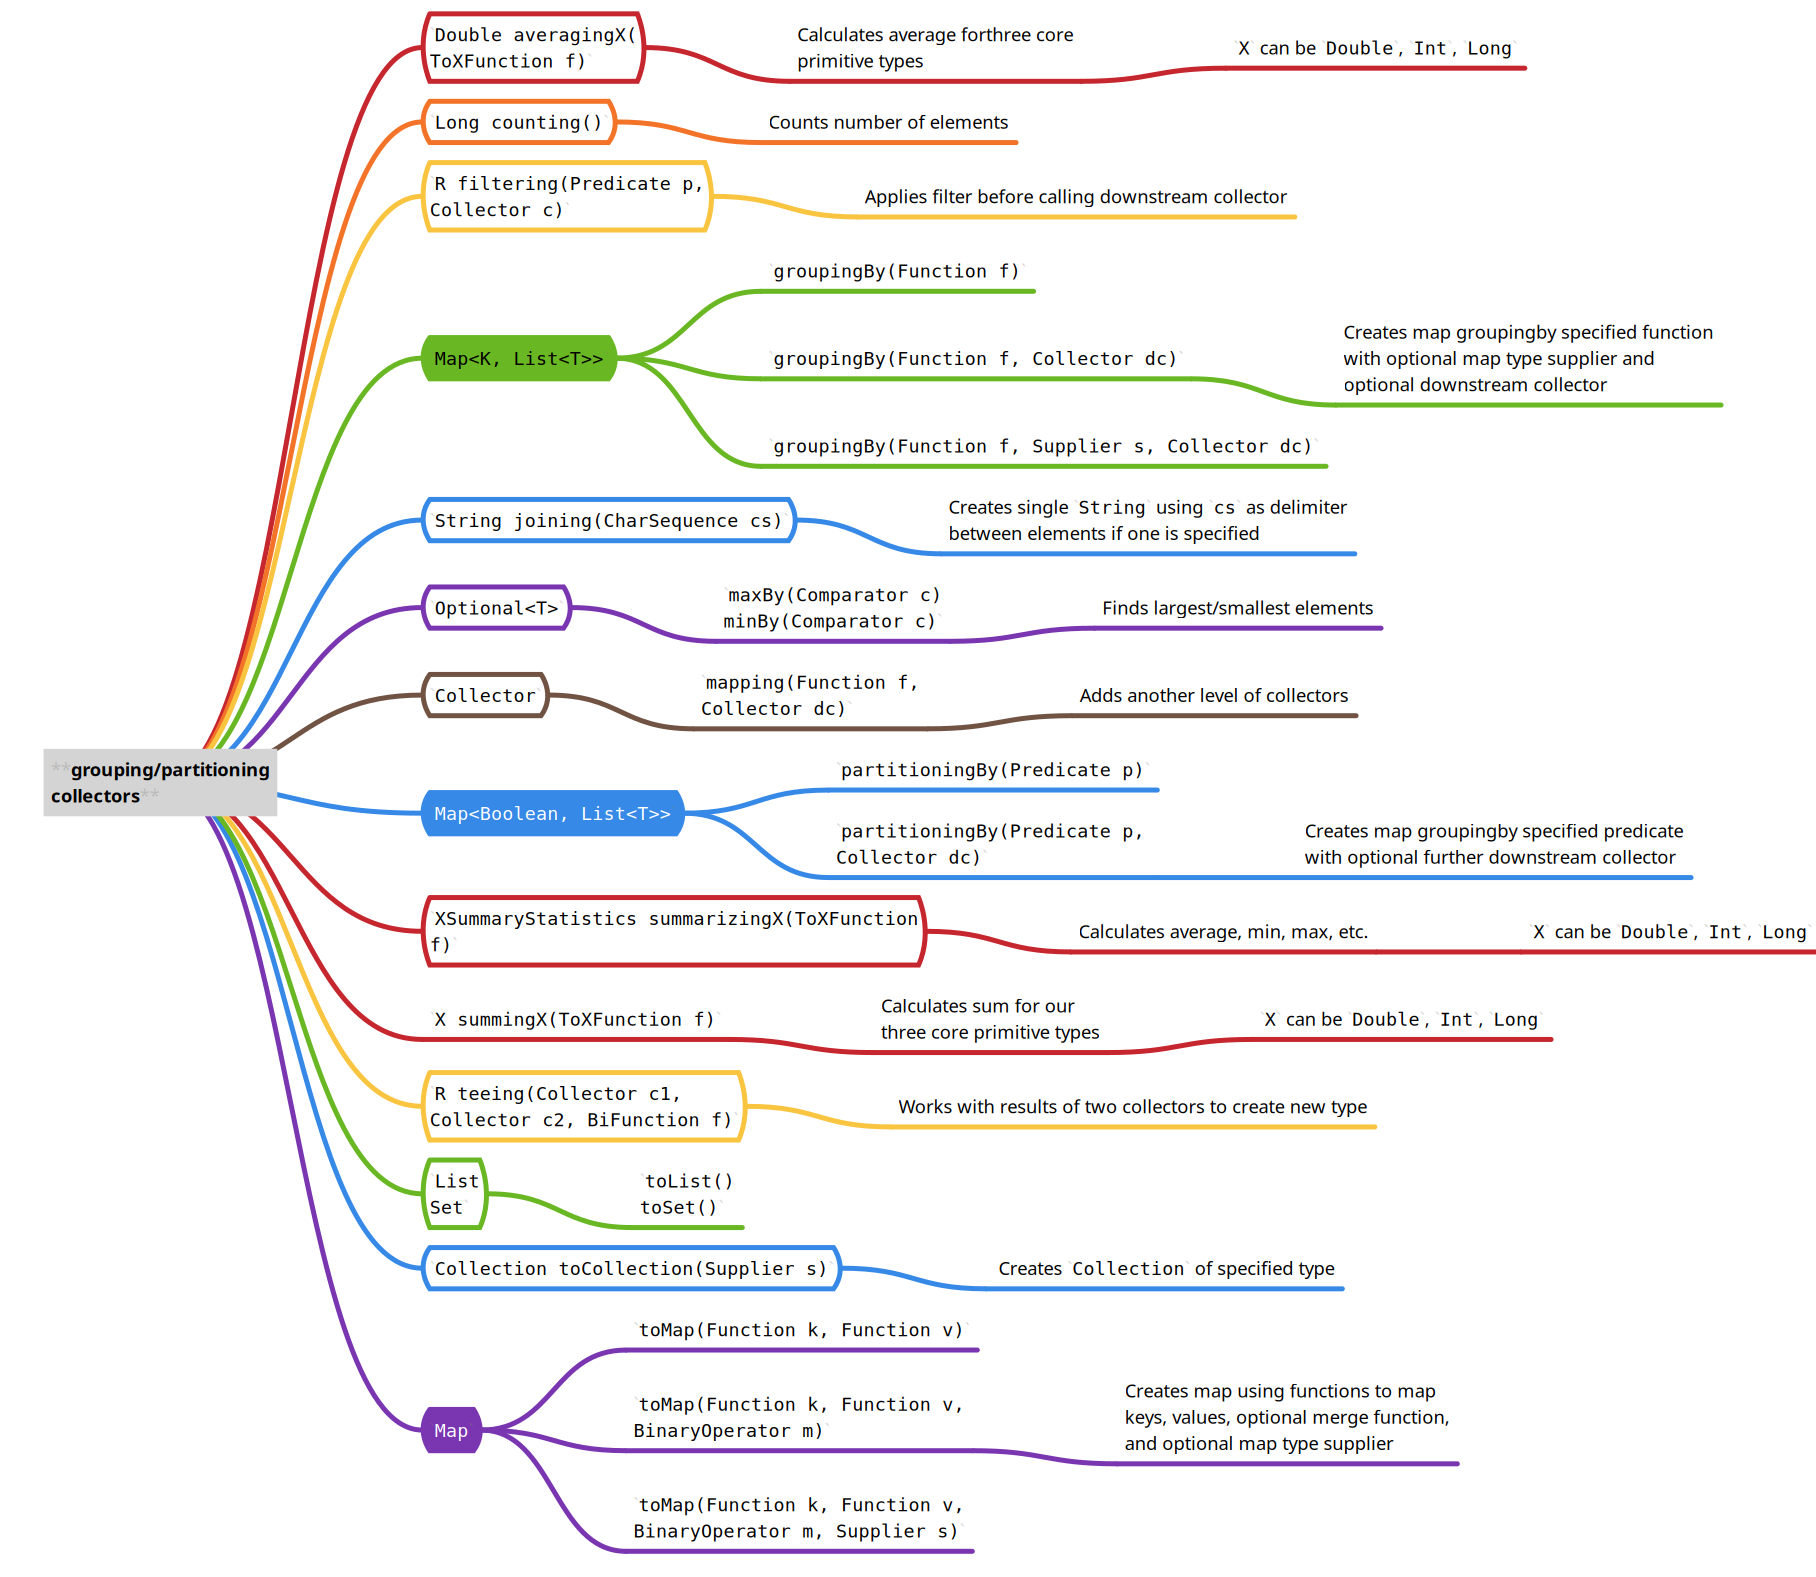 `Double averagingX(
ToXFunction f)`
Calculates average forthree core
primitive types
`X` can be `Double`, `Int`, `Long`
`Long counting()`
Counts number of elements
`R filtering(Predicate p,
Collector c)`
Applies filter before calling downstream collector
`groupingBy(Function f)`
Map<K, List<T>>
`groupingBy(Function f, Collector dc)`
Creates map groupingby specified function
with optional map type supplier and
optional downstream collector
`groupingBy(Function f, Supplier s, Collector dc)`
`String joining(CharSequence cs)`
Creates single `String` using `cs` as delimiter
between elements if one is specified
`Optional<T>`
`maxBy(Comparator c)
minBy(Comparator c)`
Finds largest/smallest elements
`Collector`
`mapping(Function f,
Collector dc)`
Adds another level of collectors
**grouping/partitioning
collectors**
Map<Boolean, List<T>>
`partitioningBy(Predicate p)`
`partitioningBy(Predicate p,
Collector dc)`
Creates map groupingby specified predicate
with optional further downstream collector
`XSummaryStatistics summarizingX(ToXFunction
f)`
Calculates average, min, max, etc.
`X` can be `Double`, `Int`, `Long`
`X summingX(ToXFunction f)`
Calculates sum for our
three core primitive types
`X` can be `Double`, `Int`, `Long`
`R teeing(Collector c1,
Collector c2, BiFunction f)`
Works with results of two collectors to create new type
`List
Set`
`toList()
toSet()`
`Collection toCollection(Supplier s)`
Creates `Collection` of specified type
Map
`toMap(Function k, Function v)`
`toMap(Function k, Function v,
BinaryOperator m)`
Creates map using functions to map
keys, values, optional merge function,
and optional map type supplier
`toMap(Function k, Function v,
BinaryOperator m, Supplier s)`